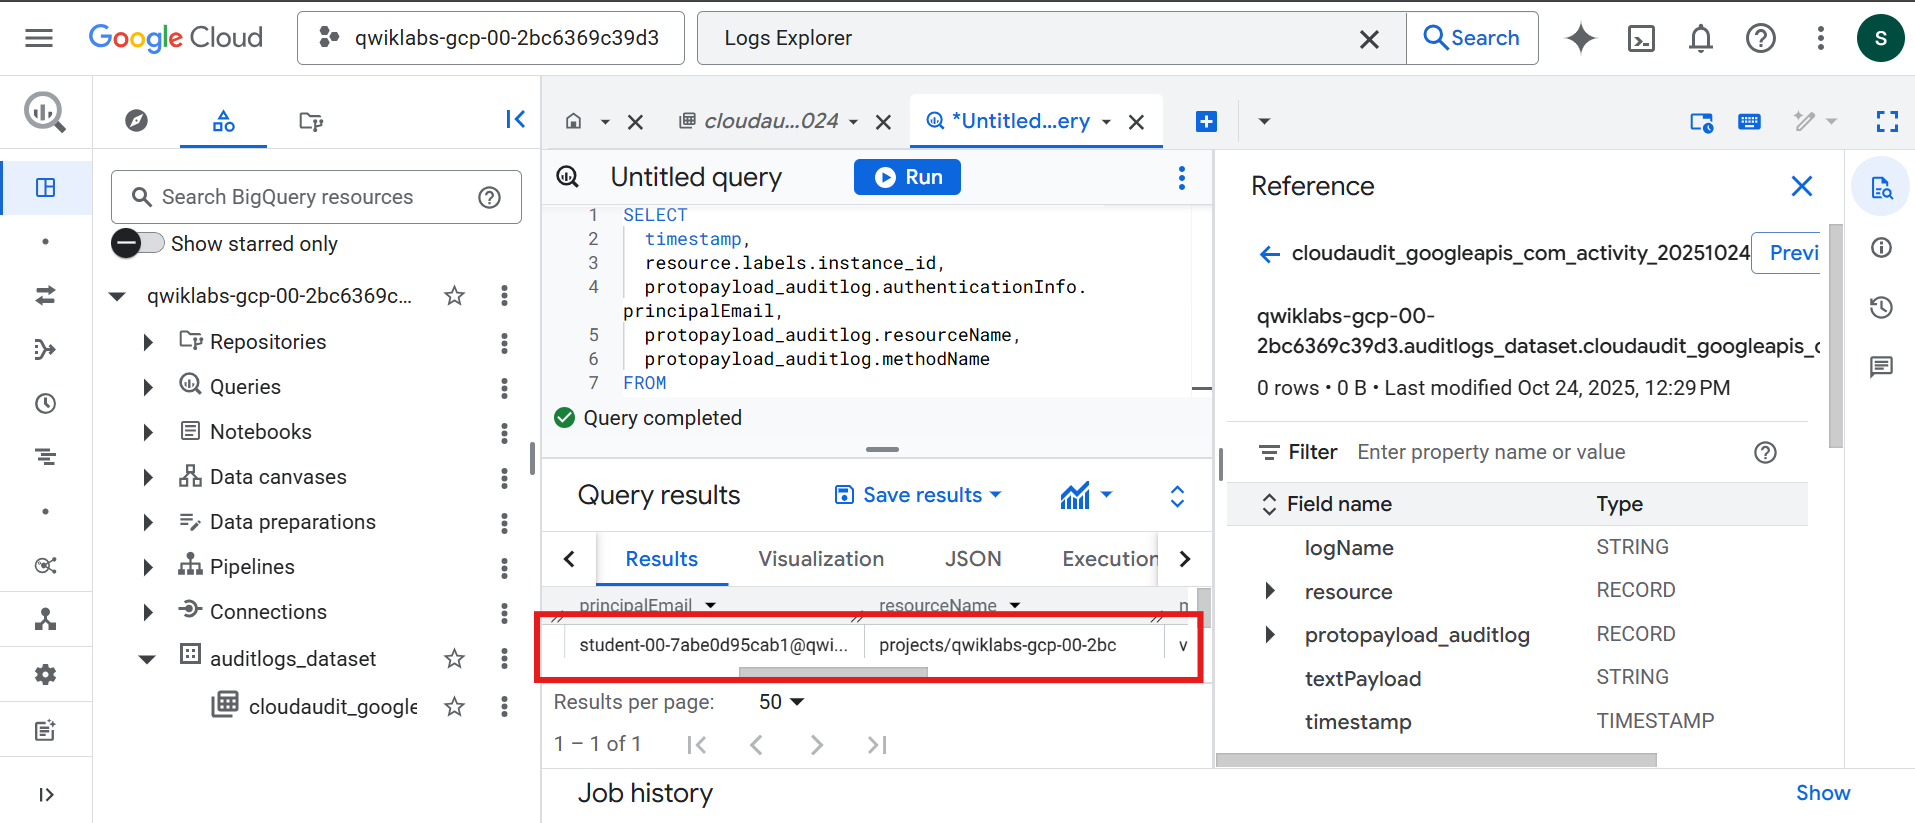 Google Cloud
qwiklabs-gcp-00-2bc6369c39d3
Logs Explorer
Search
S
cloudau...024
*Untitled...ery
Search BigQuery resources
Show starred only
qwiklabs-gcp-00-2bc6369c...
Repositories
Queries
Notebooks
Data canvases
Data preparations
Pipelines
Connections
auditlogs_dataset
cloudaudit_google
Untitled query
Run
1 SELECT
2 timestamp,
3 resource.labels.instance_id,
4 protopayload_auditlog.authenticationInfo.
principalEmail,
5 protopayload_auditlog.resourceName,
6 protopayload_auditlog.methodName
7 FROM
Query completed
Query results
Save results
Results
Visualization
JSON
Execution
principalEmail
resourceName
student-00-7abe0d95cab1@qwi...
projects/qwiklabs-gcp-00-2bc
v
Results per page:
50
1 – 1 of 1
Job history
Show
Reference
cloudaudit_googleapis_com_activity_20251024
Previ
qwiklabs-gcp-00-
2bc6369c39d3.auditlogs_dataset.cloudaudit_googleapis_c
0 rows • 0 B • Last modified Oct 24, 2025, 12:29 PM
Filter
Enter property name or value
Field name
Type
logName
STRING
resource
RECORD
protopayload_auditlog
RECORD
textPayload
STRING
timestamp
TIMESTAMP